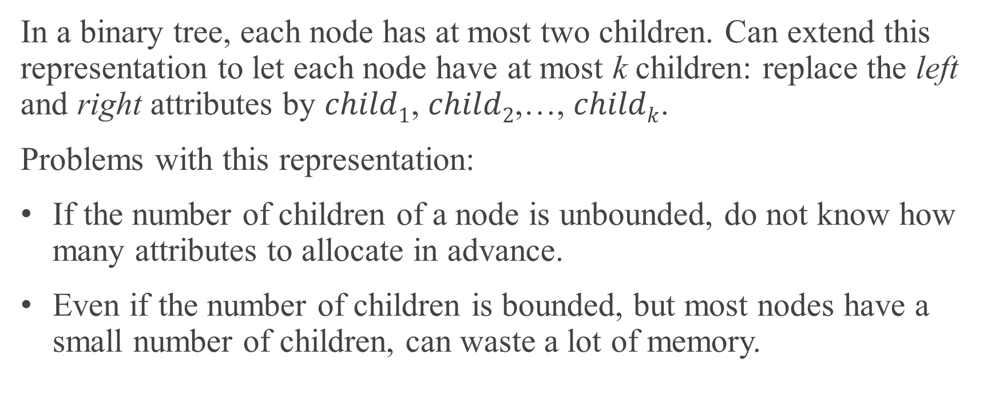 In a binary tree, each node has at most two children. Can extend this
representation to let each node have at most k children: replace the left
and right attributes by child₁, child₂,…, childₖ.
Problems with this representation:
• If the number of children of a node is unbounded, do not know how
many attributes to allocate in advance.
• Even if the number of children is bounded, but most nodes have a
small number of children, can waste a lot of memory.